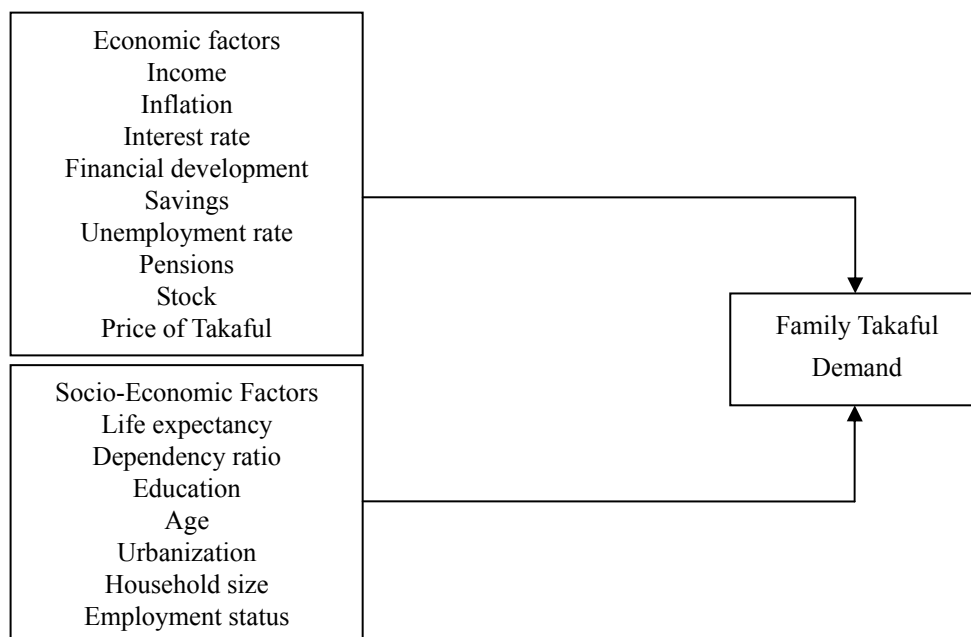 Economic factors
Income
Inflation
Interest rate
Financial development
Savings
Unemployment rate
Pensions
Stock
Price of Takaful
Family Takaful
Demand
Socio-Economic Factors
Life expectancy
Dependency ratio
Education
Age
Urbanization
Household size
Employment status